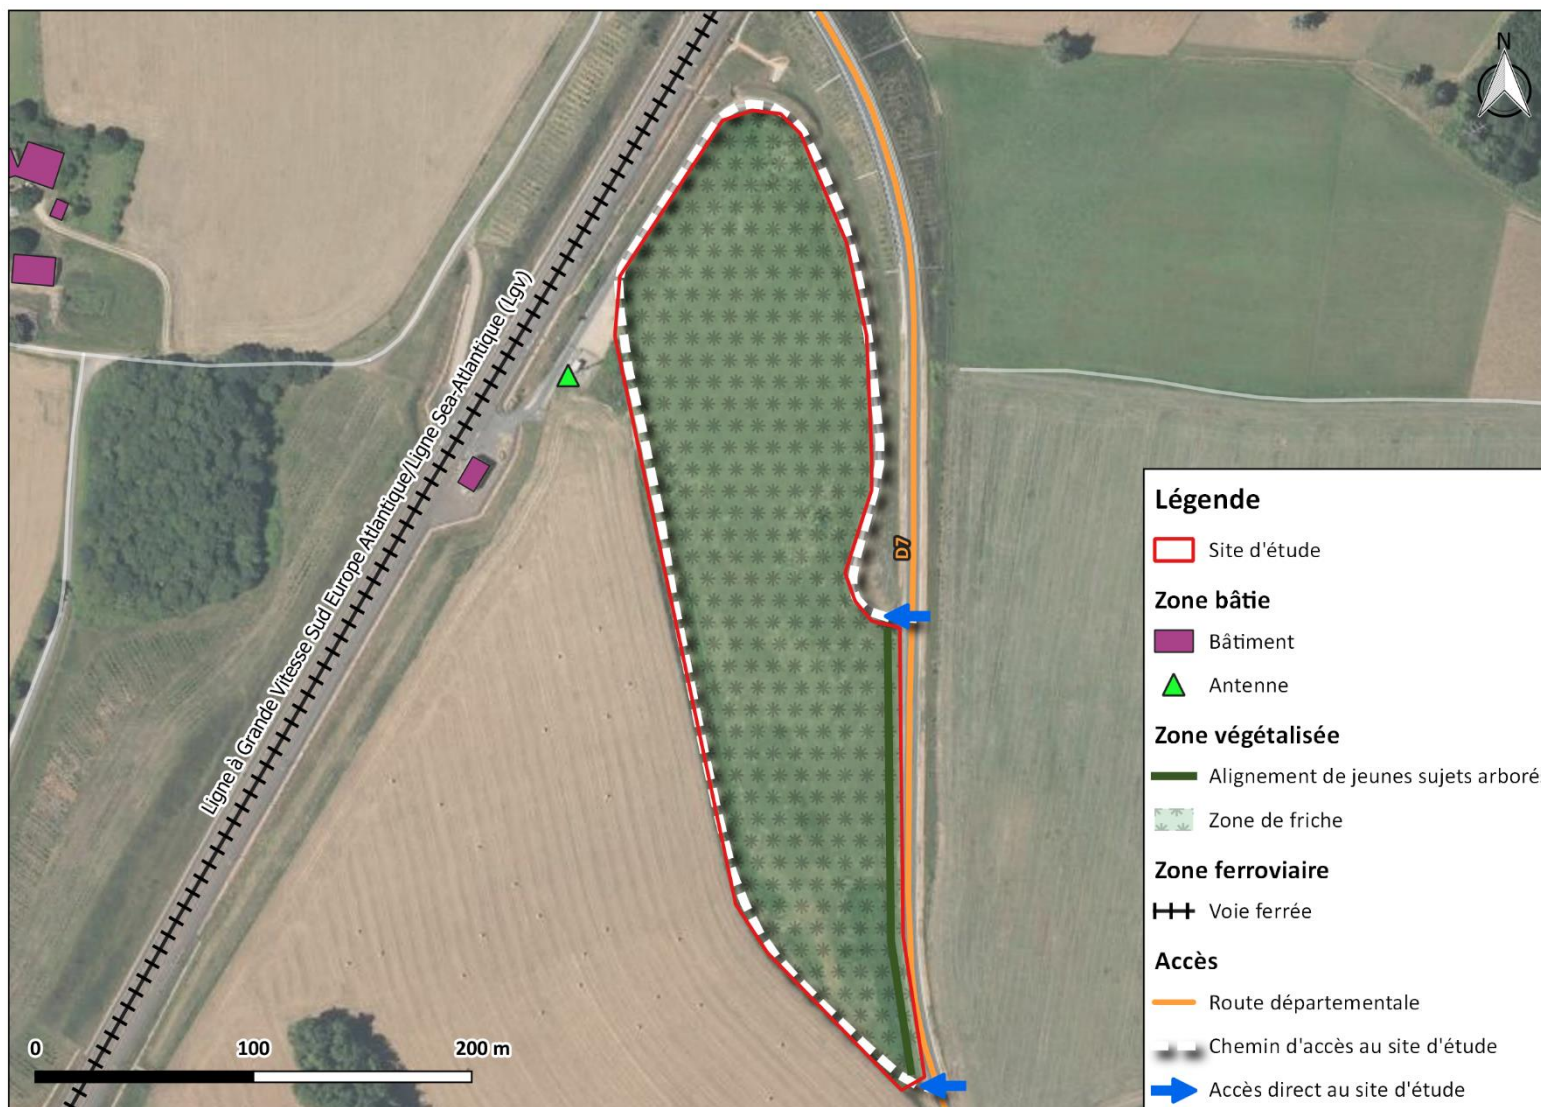 N
Ligne à Grande Vitesse Sud Europe Atlantique/Ligne Sea-Atlantique (Lgv)
D7
Légende
Site d'étude
Zone bâtie
Bâtiment
Antenne
Zone végétalisée
Alignement de jeunes sujets arborés
Zone de friche
Zone ferroviaire
Voie ferrée
Accès
Route départementale
Chemin d'accès au site d'étude
Accès direct au site d'étude
0 100 200 m